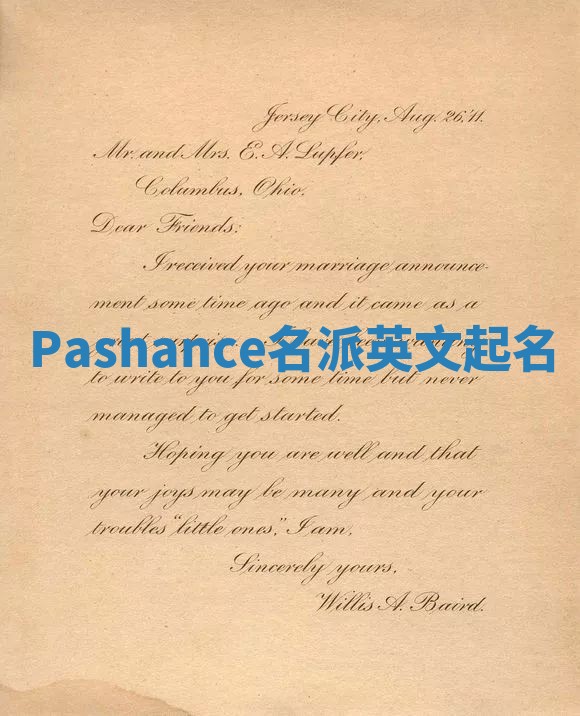 Jersey City, Aug. 26, '11.
Mr. and Mrs. E. A. Lupfer,
Columbus, Ohio.
Dear Friends:
I received your marriage announce-
ment some time ago and it came as a
Pashance名派英文起名
to write to you for some time but never
managed to get started.
Hoping you are well and that
your joys may be many and your
troubles "little ones," I am,
Sincerely yours,
Willis A. Baird.